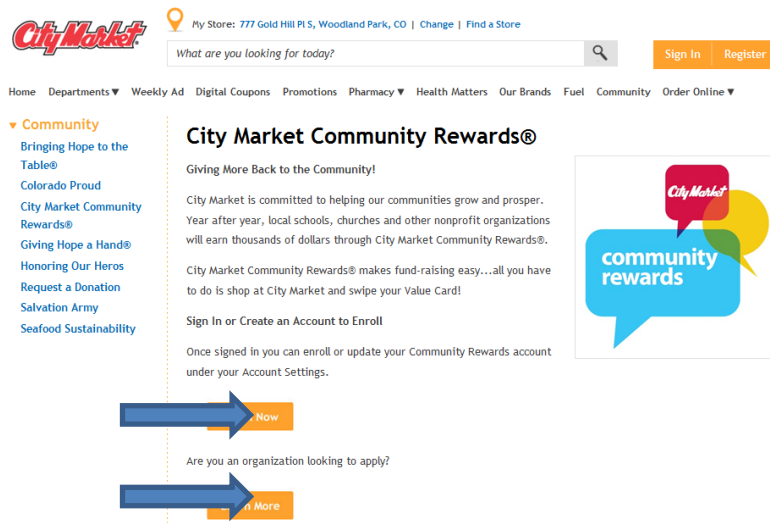 City Market
My Store: 777 Gold Hill Pl S, Woodland Park, CO | Change | Find a Store
What are you looking for today?
Sign In Register
Home Departments Weekly Ad Digital Coupons Promotions Pharmacy Health Matters Our Brands Fuel Community Order Online
Community
Bringing Hope to the
Table®
Colorado Proud
City Market Community
Rewards®
Giving Hope a Hand®
Honoring Our Heros
Request a Donation
Salvation Army
Seafood Sustainability
City Market Community Rewards®
Giving More Back to the Community!
City Market is committed to helping our communities grow and prosper.
Year after year, local schools, churches and other nonprofit organizations
will earn thousands of dollars through City Market Community Rewards®.
City Market Community Rewards® makes fund-raising easy...all you have
to do is shop at City Market and swipe your Value Card!
Sign In or Create an Account to Enroll
Once signed in you can enroll or update your Community Rewards account
under your Account Settings.
Now
Are you an organization looking to apply?
More
City Market
community
rewards